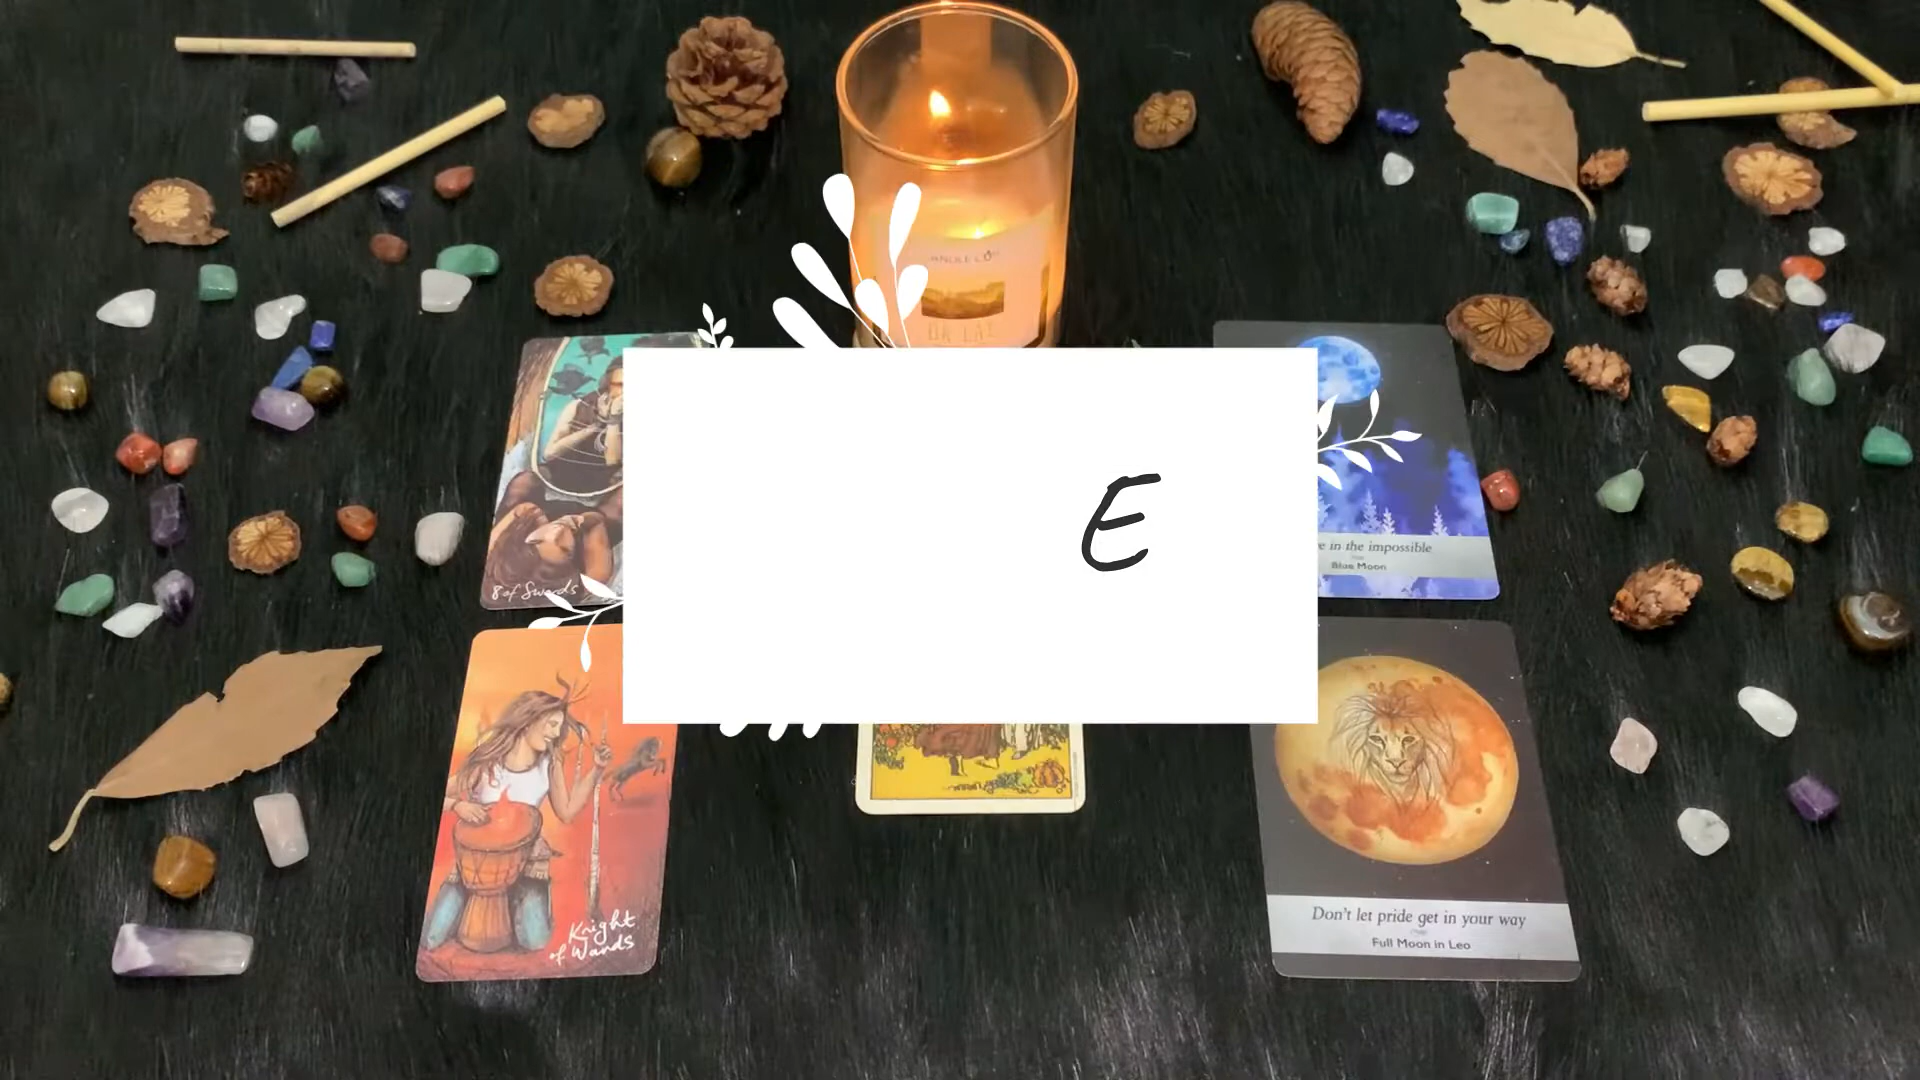 E
8 of Swords
e in the impossible
Blue Moon
Knight
of Wands
Don't let pride get in your way
Full Moon in Leo